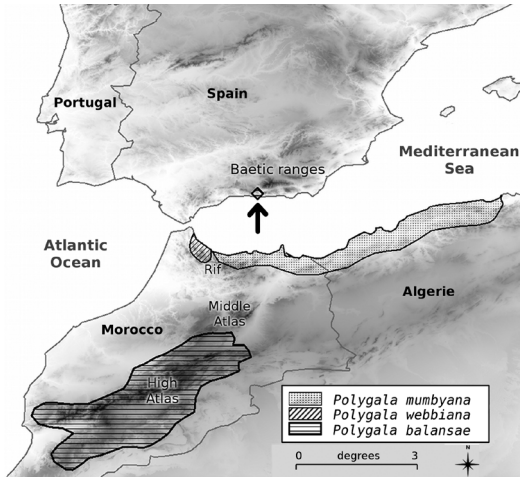 Portugal
Spain
Baetic ranges
Mediterranean
Sea
Atlantic
Ocean
Rif
Algerie
Middle
Atlas
Morocco
High
Atlas
Polygala mumbyana
Polygala webbiana
Polygala balansae
0 degrees 3
N